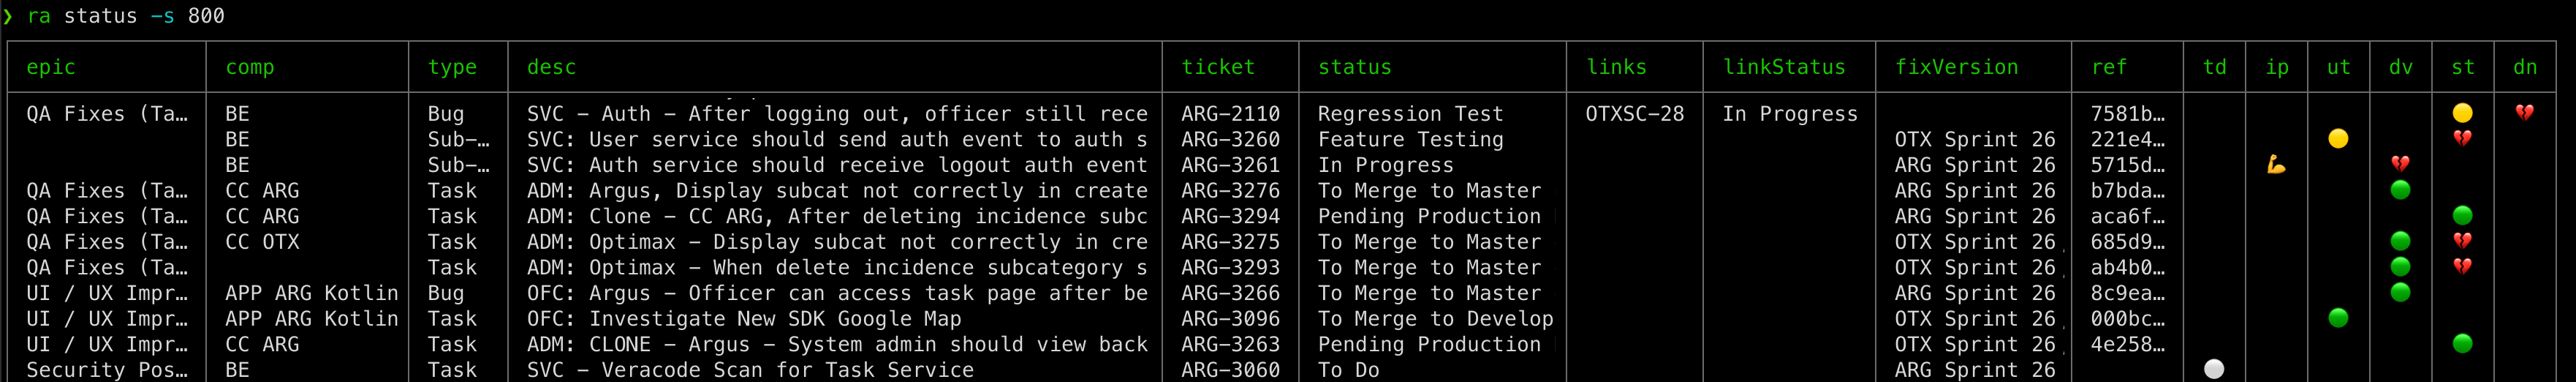 ❯ ra status -s 800
epic comp type desc ticket status links linkStatus fixVersion ref td ip ut dv st dn
QA Fixes (Ta… BE Bug SVC - Auth - After logging out, officer still rece ARG-2110 Regression Test OTXSC-28 In Progress 7581b…
BE Sub-… SVC: User service should send auth event to auth s ARG-3260 Feature Testing OTX Sprint 26 221e4…
BE Sub-… SVC: Auth service should receive logout auth event ARG-3261 In Progress ARG Sprint 26 5715d…
QA Fixes (Ta… CC ARG Task ADM: Argus, Display subcat not correctly in create ARG-3276 To Merge to Master ARG Sprint 26 b7bda…
QA Fixes (Ta… CC ARG Task ADM: Clone - CC ARG, After deleting incidence subc ARG-3294 Pending Production ARG Sprint 26 aca6f…
QA Fixes (Ta… CC OTX Task ADM: Optimax - Display subcat not correctly in cre ARG-3275 To Merge to Master OTX Sprint 26 685d9…
QA Fixes (Ta… Task ADM: Optimax - When delete incidence subcategory s ARG-3293 To Merge to Master OTX Sprint 26 ab4b0…
UI / UX Impr… APP ARG Kotlin Bug OFC: Argus - Officer can access task page after be ARG-3266 To Merge to Master ARG Sprint 26 8c9ea…
UI / UX Impr… APP ARG Kotlin Task OFC: Investigate New SDK Google Map ARG-3096 To Merge to Develop OTX Sprint 26 000bc…
UI / UX Impr… CC ARG Task ADM: CLONE - Argus - System admin should view back ARG-3263 Pending Production OTX Sprint 26 4e258…
Security Pos… BE Task SVC - Veracode Scan for Task Service ARG-3060 To Do ARG Sprint 26